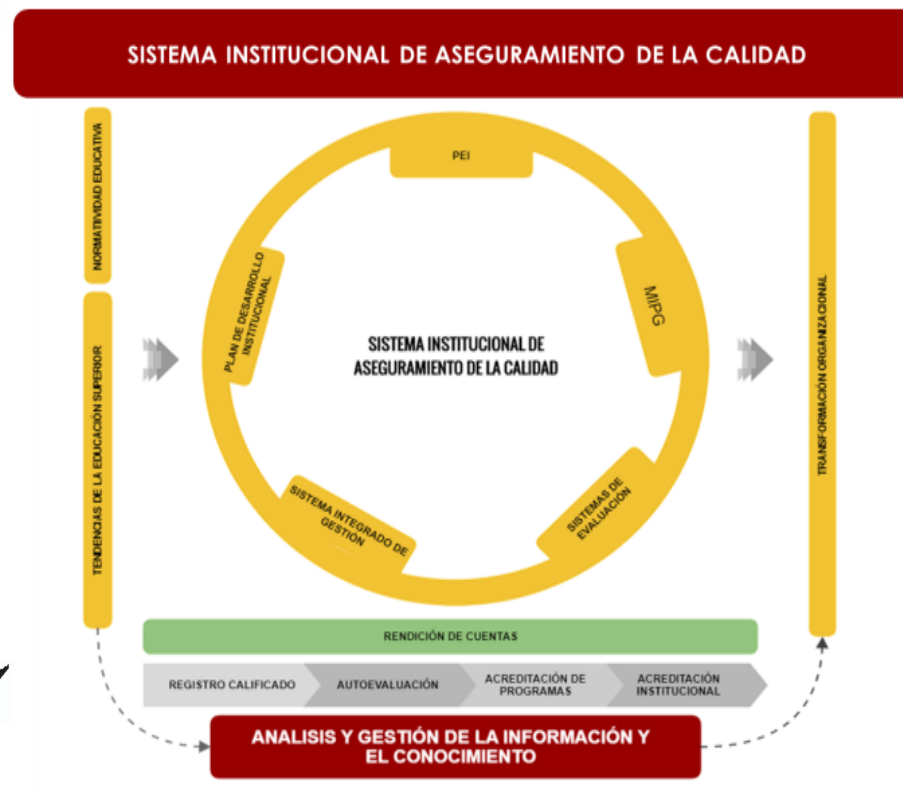 SISTEMA INSTITUCIONAL DE ASEGURAMIENTO DE LA CALIDAD
NORMATIVIDAD EDUCATIVA
TENDENCIAS DE LA EDUCACIÓN SUPERIOR
PEI
MIPG
SISTEMAS DE
EVALUACIÓN
SISTEMA INTEGRADO DE
GESTIÓN
PLAN DE DESARROLLO
INSTITUCIONAL
SISTEMA INSTITUCIONAL DE
ASEGURAMIENTO DE LA CALIDAD
TRANSFORMACIÓN ORGANIZACIONAL
RENDICIÓN DE CUENTAS
REGISTRO CALIFICADO
AUTOEVALUACIÓN
ACREDITACIÓN DE
PROGRAMAS
ACREDITACIÓN
INSTITUCIONAL
ANALISIS Y GESTIÓN DE LA INFORMACIÓN Y
EL CONOCIMIENTO